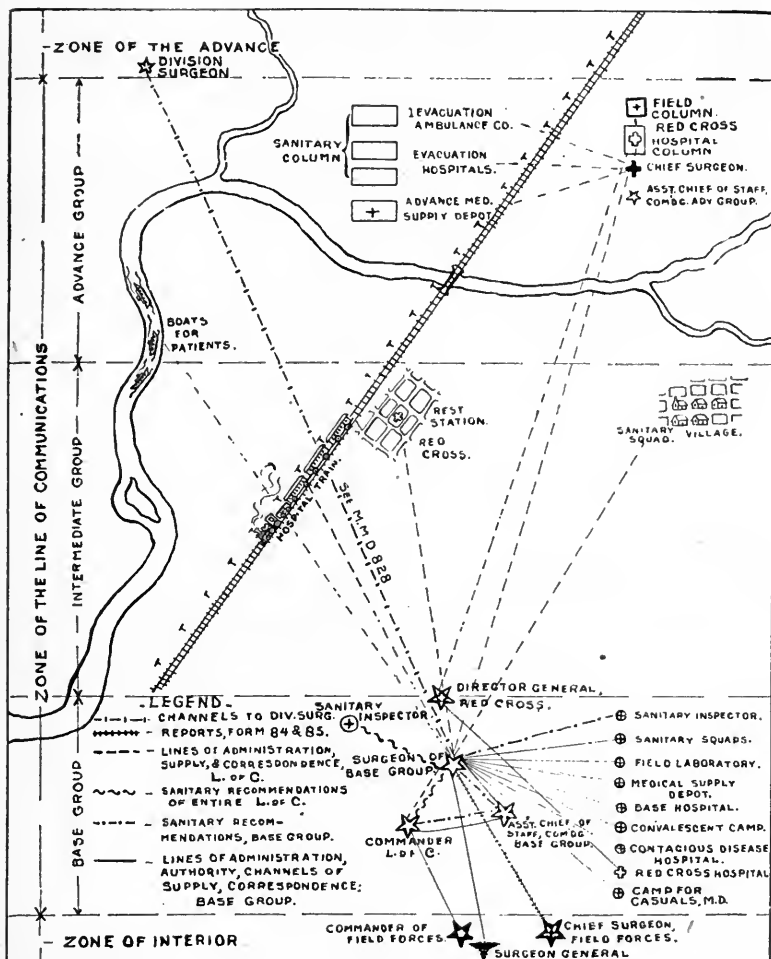 -ZONE OF THE ADVANCE
DIVISION
SURGEON
SANITARY
COLUMN
1 EVACUATION
AMBULANCE CO.
EVACUATION
HOSPITALS.
ADVANCE MED.
SUPPLY DEPOT
FIELD
COLUMN.
RED CROSS
HOSPITAL
COLUMN
CHIEF SURGEON.
ASST. CHIEF OF STAFF,
COM'DG. ADV GROUP.
ZONE OF THE LINE OF COMMUNICATIONS
ADVANCE GROUP
INTERMEDIATE GROUP
BASE GROUP
BOATS
FOR
PATIENTS.
REST
STATION.
RED
CROSS.
HOSPITAL TRAIN.
SEE M.M.D 828
SANITARY
SQUAD.
VILLAGE.
DIRECTOR GENERAL,
RED CROSS.
-LEGEND-
- CHANNELS TO DIV. SURG.
- REPORTS, FORM 84 & 85.
- LINES OF ADMINISTRATION,
SUPPLY, & CORRESPONDENCE,
L. OF C.
- SANITARY RECOMMENDATIONS
OF ENTIRE L. OF C.
- SANITARY RECOM-
MENDATIONS, BASE GROUP.
- LINES OF ADMINISTRATION,
AUTHORITY, CHANNELS OF
SUPPLY, CORRESPONDENCE;
BASE GROUP.
SANITARY
INSPECTOR
SURGEON OF
BASE GROUP
COMMANDER
L. OF C.
ASST. CHIEF OF
STAFF, COM'DG
BASE GROUP
SANITARY INSPECTOR.
SANITARY SQUADS.
FIELD LABORATORY.
MEDICAL SUPPLY
DEPOT.
BASE HOSPITAL.
CONVALESCENT CAMP.
CONTAGIOUS DISEASE
HOSPITAL.
RED CROSS HOSPITAL
CAMP FOR
CASUALS, M.D.
- ZONE OF INTERIOR
COMMANDER OF
FIELD FORCES.
SURGEON GENERAL
CHIEF SURGEON,
FIELD FORCES.